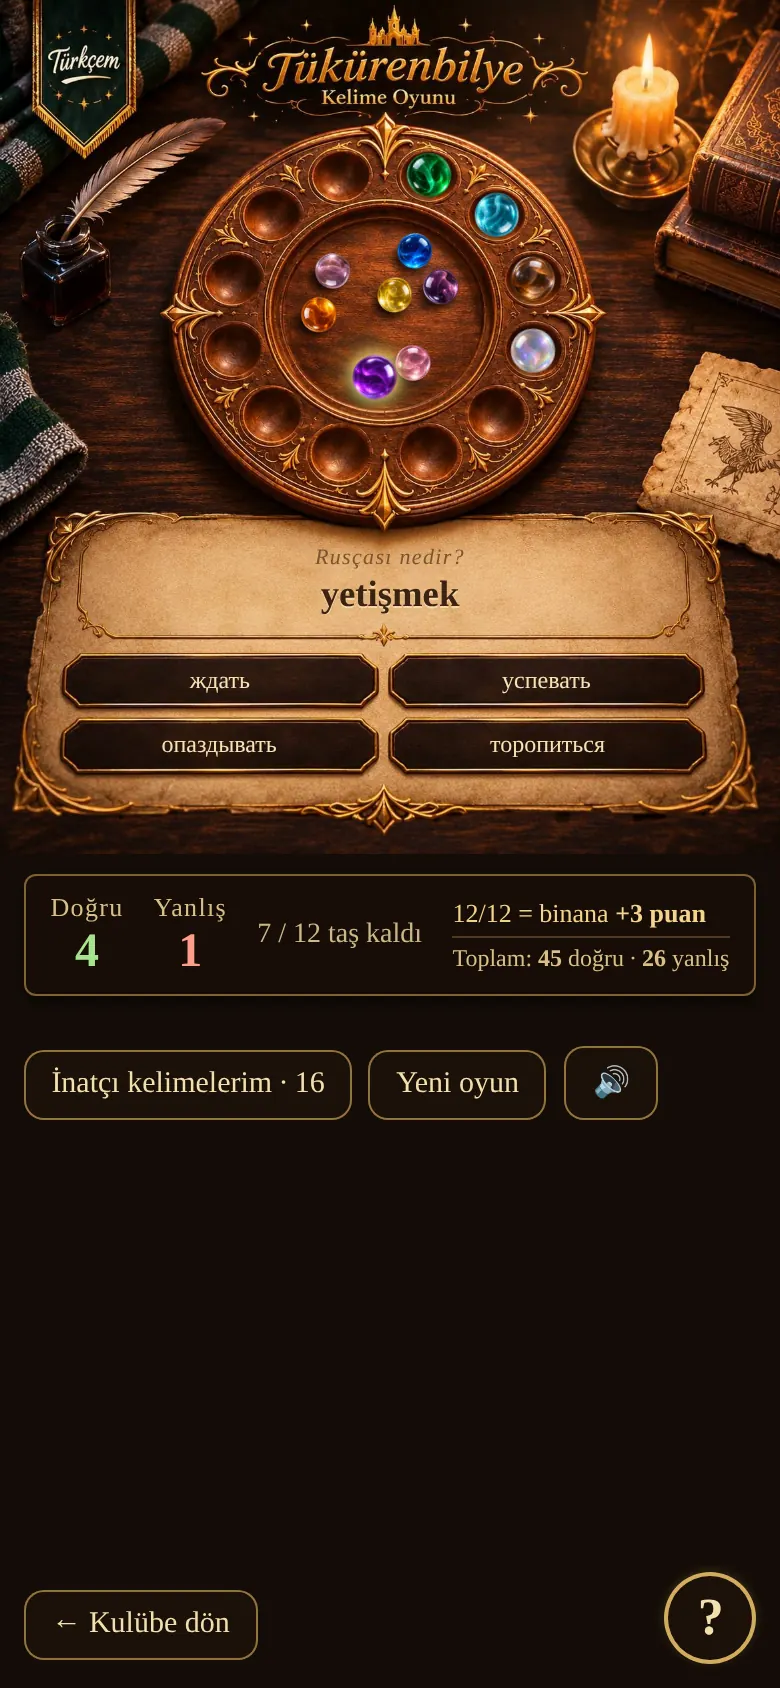 Türkçem
Tükürenbilye
Kelime Oyunu
Rusçası nedir?
yetişmek
ждать
успевать
опаздывать
торопиться
Doğru
4
Yanlış
1
7 / 12 taş kaldı
12/12 = binana +3 puan
Toplam: 45 doğru · 26 yanlış
İnatçı kelimelerim · 16
Yeni oyun
← Kulübe dön
?